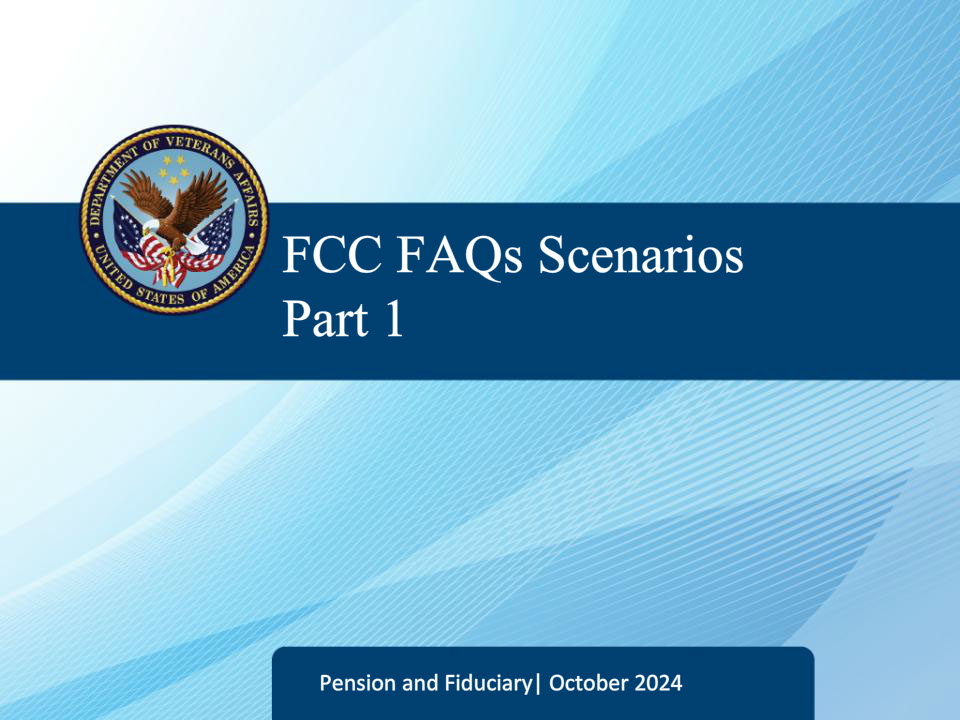 DEPARTMENT OF VETERANS AFFAIRS
UNITED STATES OF AMERICA
FCC FAQs Scenarios
Part 1
Pension and Fiduciary| October 2024